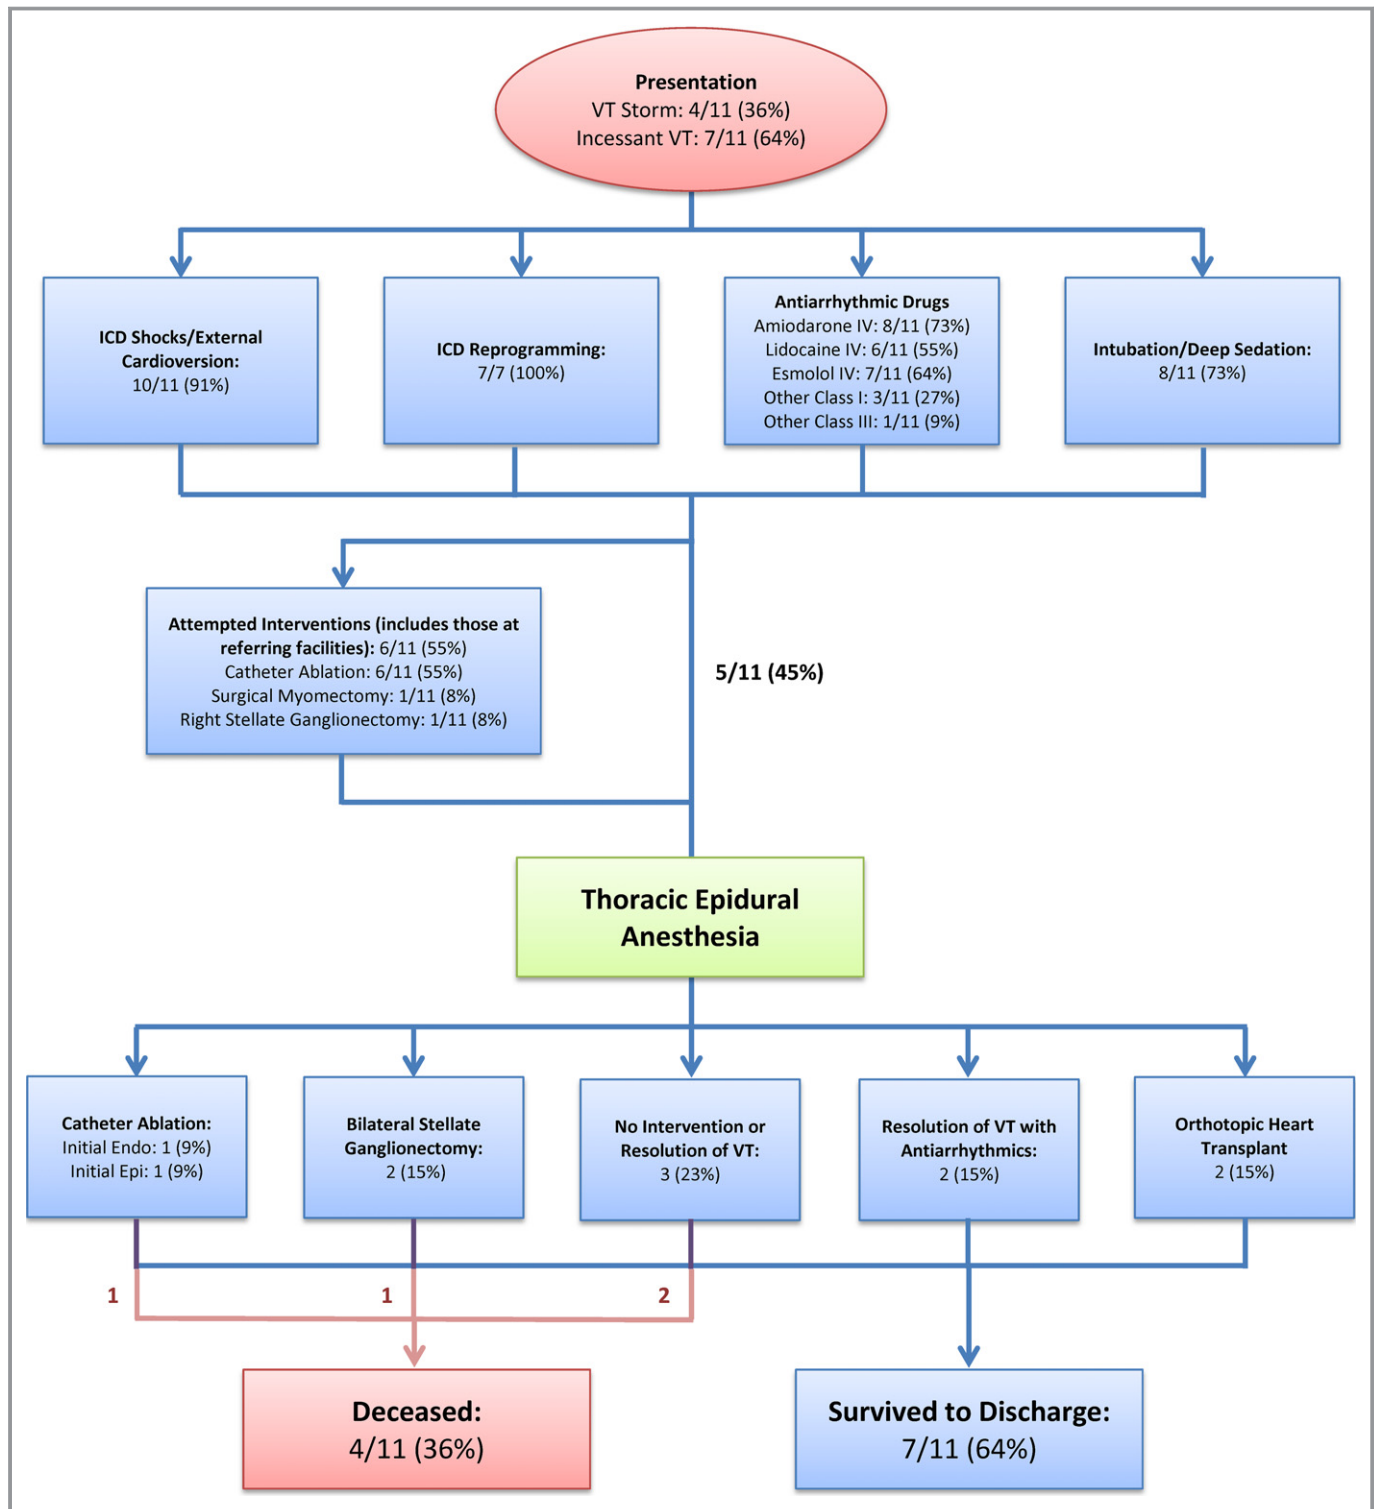 Presentation
VT Storm: 4/11 (36%)
Incessant VT: 7/11 (64%)
ICD Shocks/External
Cardioversion:
10/11 (91%)
ICD Reprogramming:
7/7 (100%)
Antiarrhythmic Drugs
Amiodarone IV: 8/11 (73%)
Lidocaine IV: 6/11 (55%)
Esmolol IV: 7/11 (64%)
Other Class I: 3/11 (27%)
Other Class III: 1/11 (9%)
Intubation/Deep Sedation:
8/11 (73%)
Attempted Interventions (includes those at
referring facilities): 6/11 (55%)
Catheter Ablation: 6/11 (55%)
Surgical Myomectomy: 1/11 (8%)
Right Stellate Ganglionectomy: 1/11 (8%)
5/11 (45%)
Thoracic Epidural
Anesthesia
Catheter Ablation:
Initial Endo: 1 (9%)
Initial Epi: 1 (9%)
Bilateral Stellate
Ganglionectomy:
2 (15%)
No Intervention or
Resolution of VT:
3 (23%)
Resolution of VT with
Antiarrhythmics:
2 (15%)
Orthotopic Heart
Transplant
2 (15%)
1
1
2
Deceased:
4/11 (36%)
Survived to Discharge:
7/11 (64%)